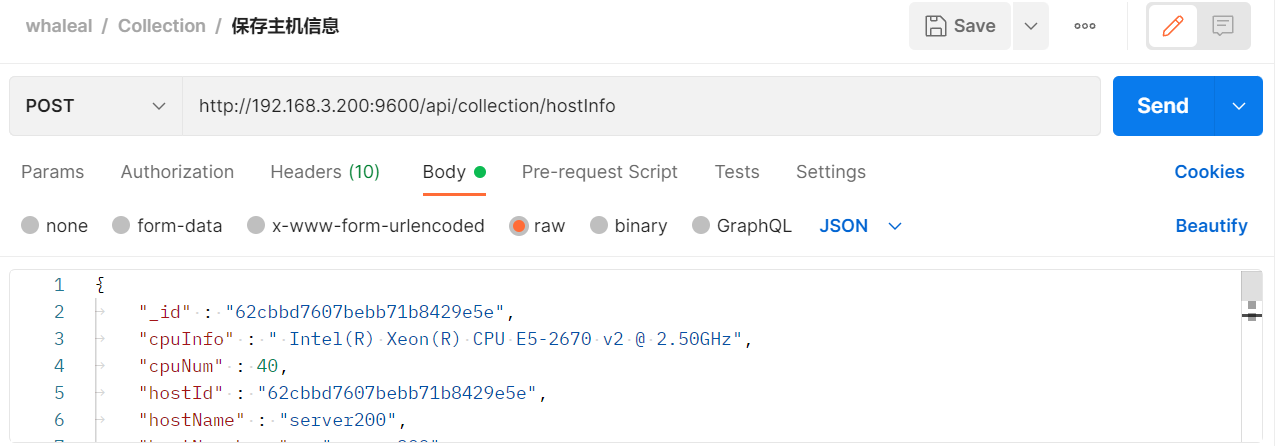 whaleal / Collection / 保存主机信息
Save
POST http://192.168.3.200:9600/api/collection/hostInfo Send
Params Authorization Headers (10) Body Pre-request Script Tests Settings Cookies
none form-data x-www-form-urlencoded raw binary GraphQL JSON Beautify
1 {
2 "_id" : "62cbbd7607bebb71b8429e5e",
3 "cpuInfo" : " Intel(R) Xeon(R) CPU E5-2670 v2 @ 2.50GHz",
4 "cpuNum" : 40,
5 "hostId" : "62cbbd7607bebb71b8429e5e",
6 "hostName" : "server200",
7